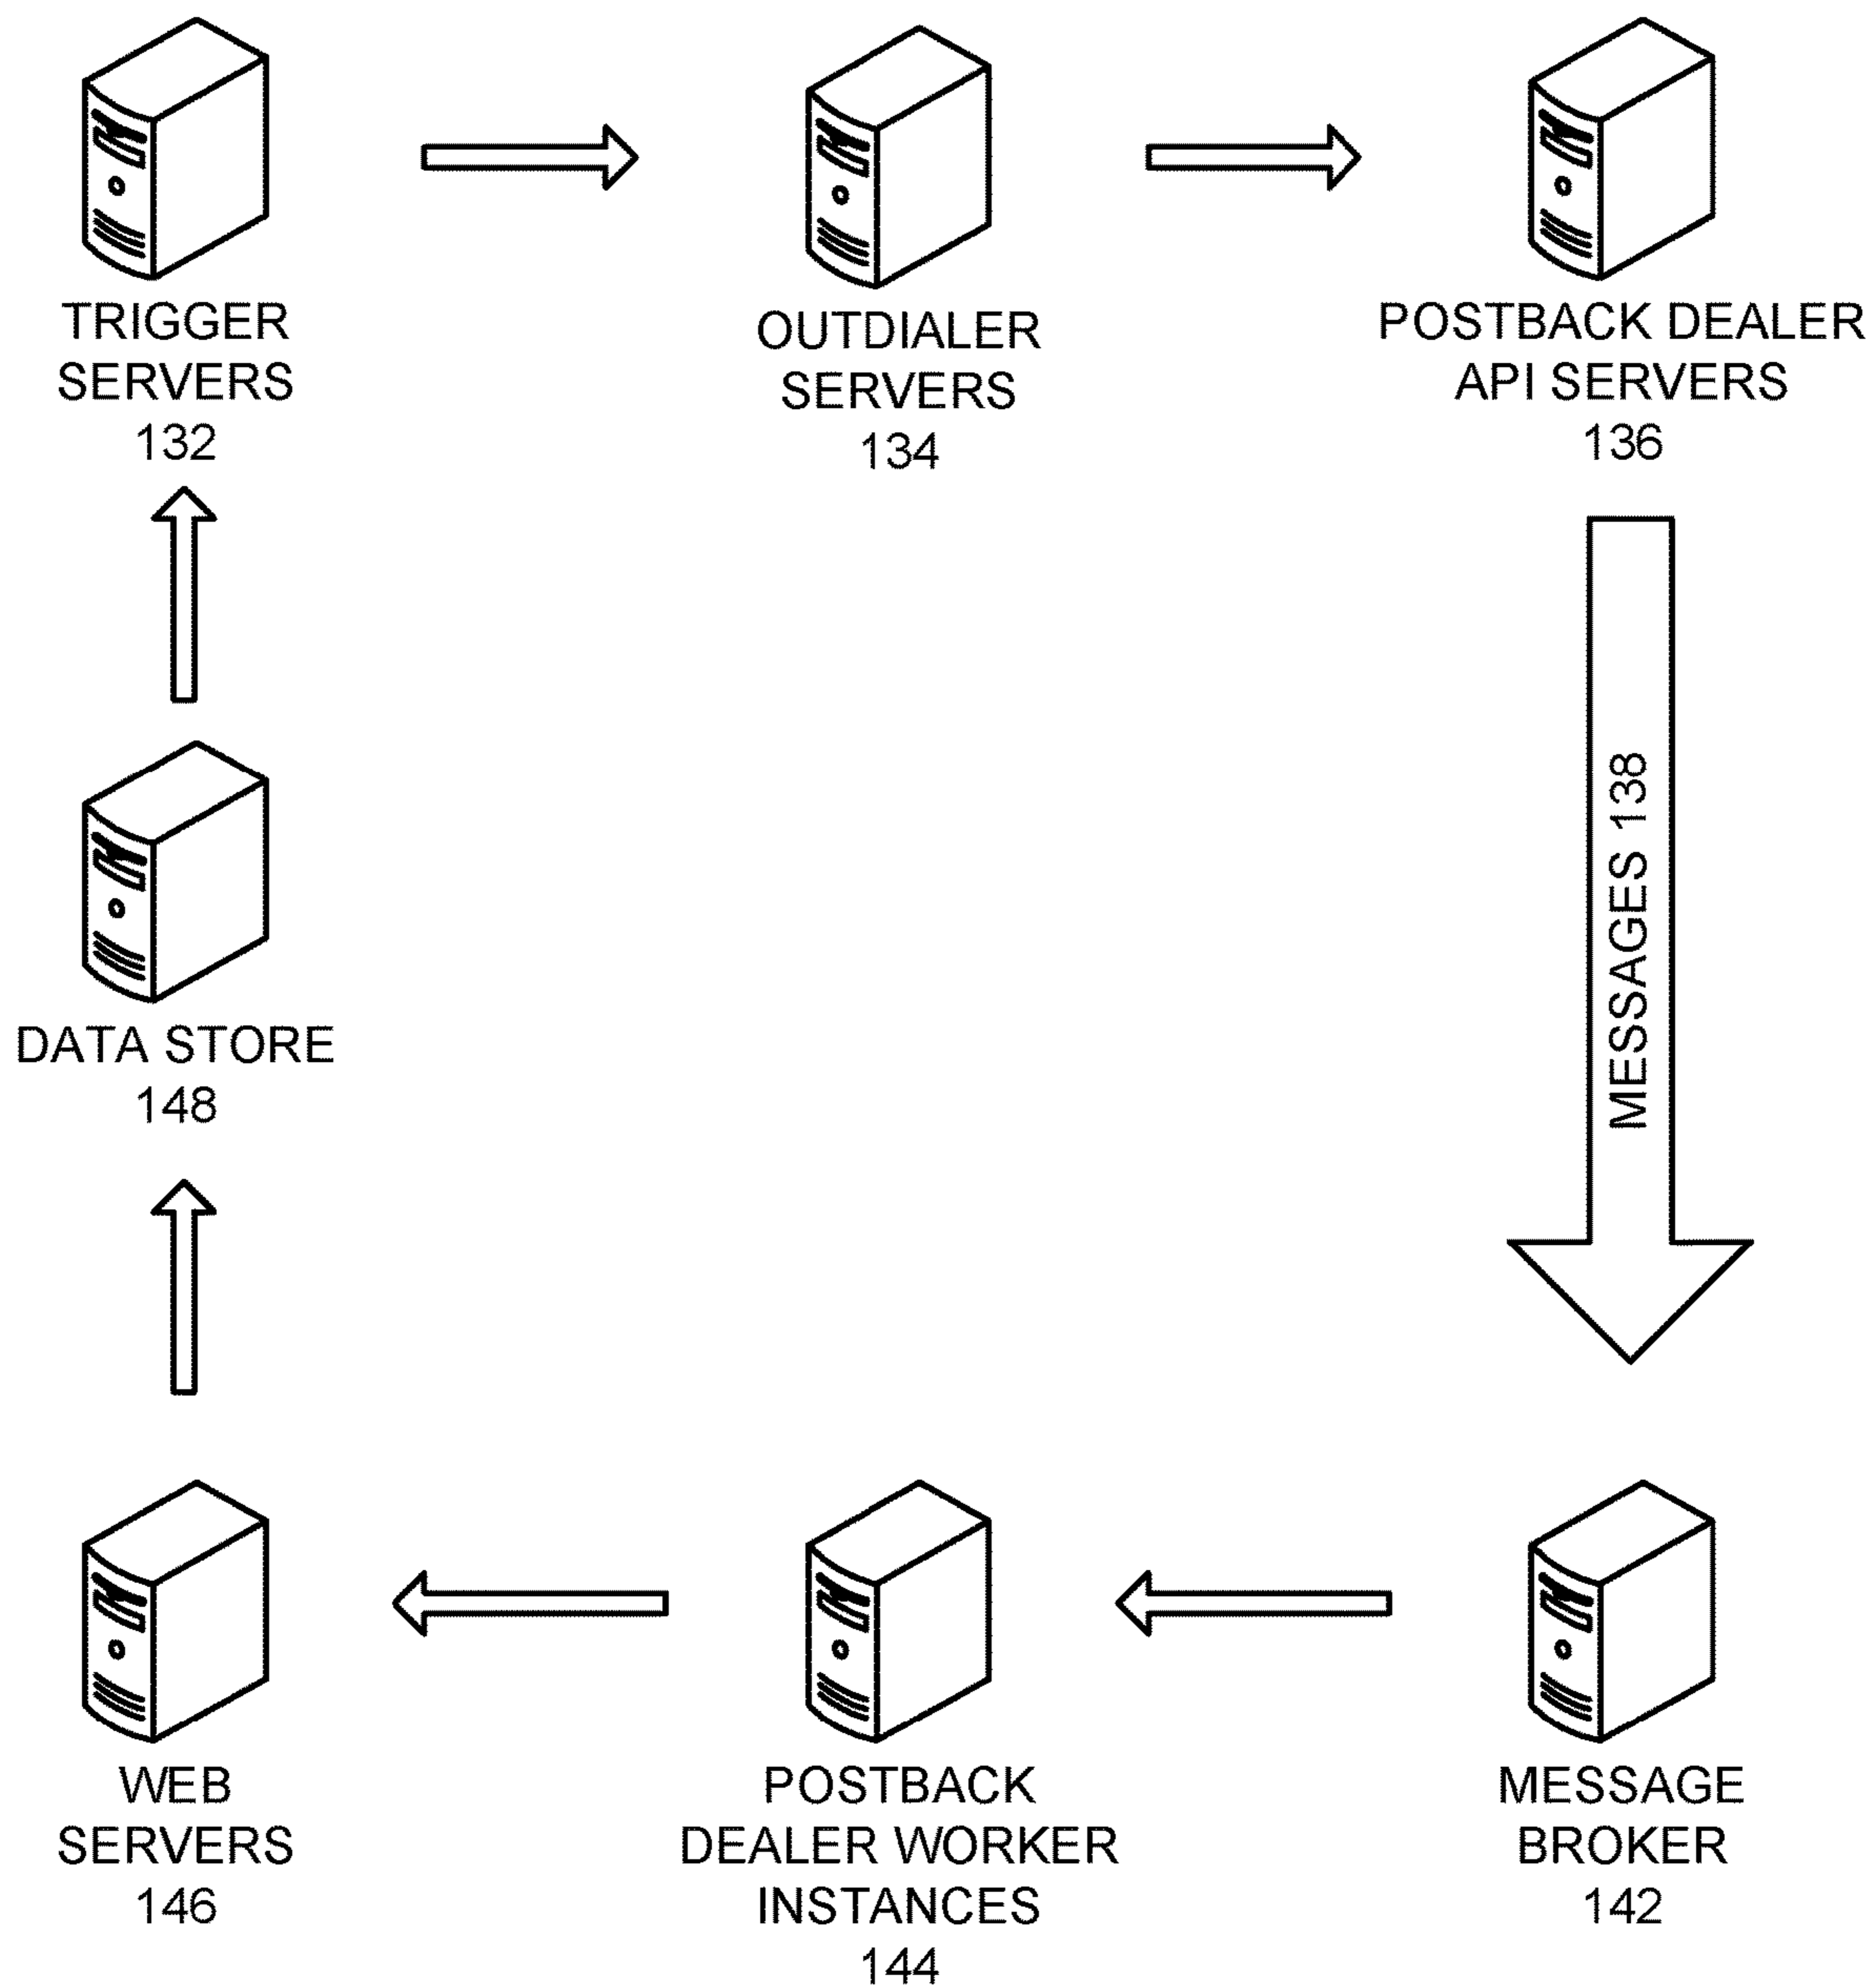 TRIGGER
SERVERS
132
OUTDIALER
SERVERS
134
POSTBACK DEALER
API SERVERS
136
MESSAGES 138
DATA STORE
148
WEB
SERVERS
146
POSTBACK
DEALER WORKER
INSTANCES
144
MESSAGE
BROKER
142